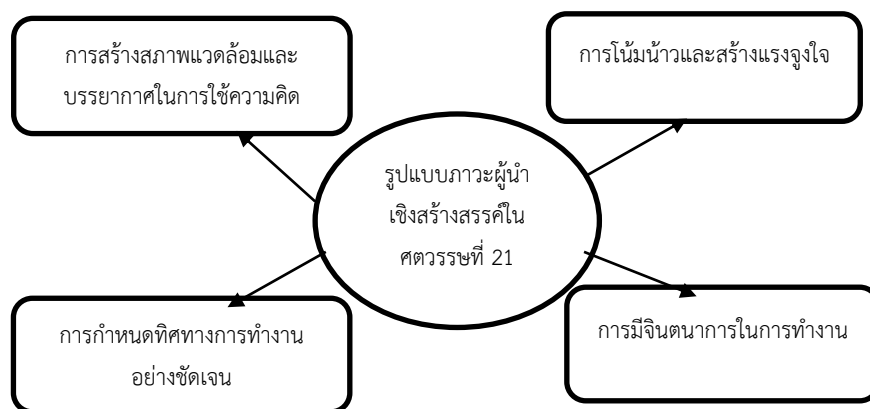 การสร้างสภาพแวดล้อมและ
บรรยากาศในการใช้ความคิด
การโน้มน้าวและสร้างแรงจูงใจ
รูปแบบภาวะผู้นำ
เชิงสร้างสรรค์ใน
ศตวรรษที่ 21
การกำหนดทิศทางการทำงาน
อย่างชัดเจน
การมีจินตนาการในการทำงาน